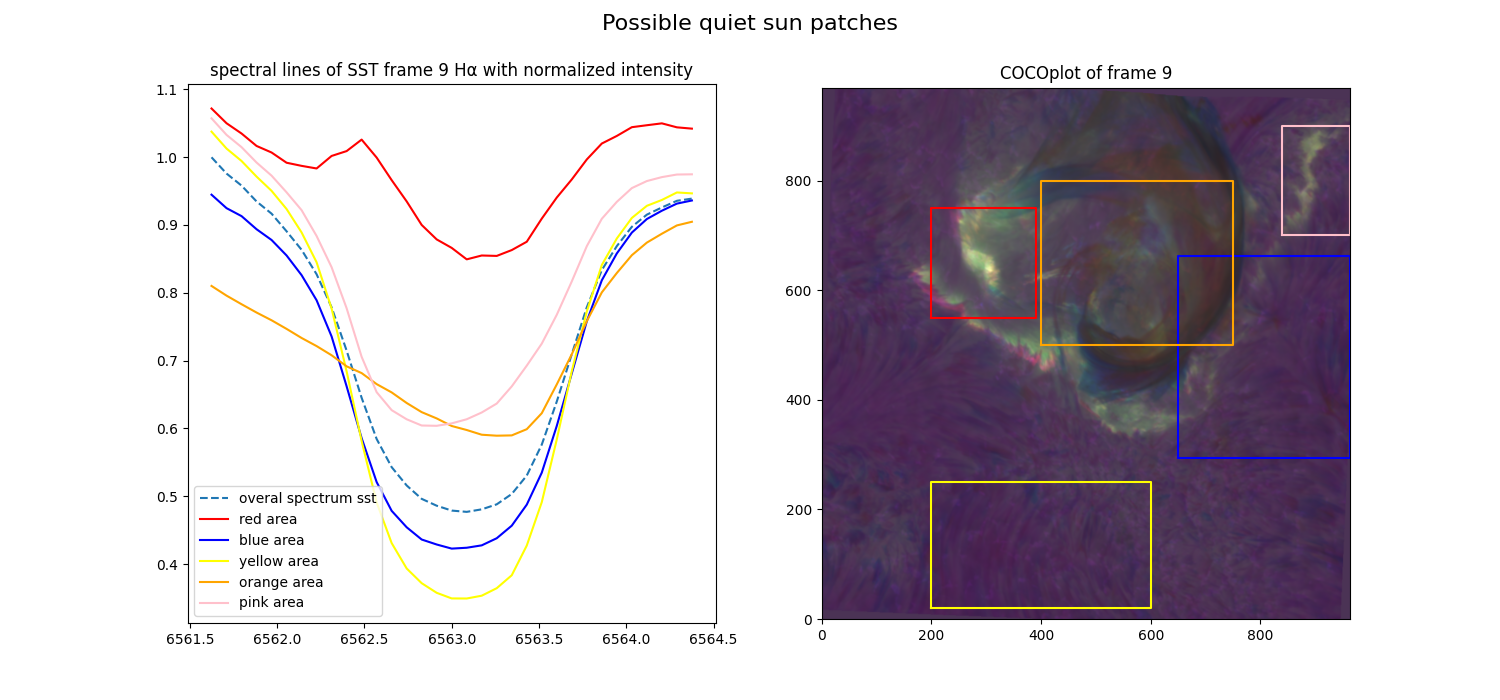 Possible quiet sun patches
spectral lines of SST frame 9 Hα with normalized intensity
1.1
1.0
0.9
0.8
0.7
0.6
0.5
0.4
overal spectrum sst
red area
blue area
yellow area
orange area
pink area
6561.5 6562.0 6562.5 6563.0 6563.5 6564.0 6564.5
COCOplot of frame 9
800
600
400
200
0
0 200 400 600 800